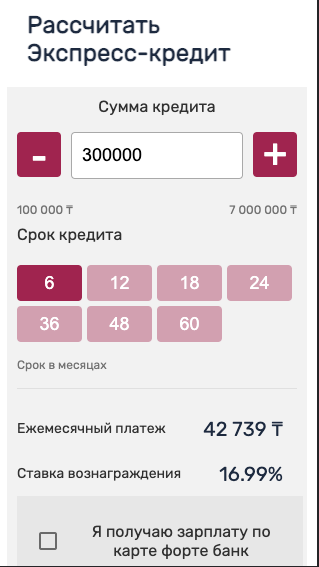 Рассчитать
Экспресс-кредит
Сумма кредита
- 300000 +
100 000 ₸ 7 000 000 ₸
Срок кредита
6 12 18 24
36 48 60
Срок в месяцах
Ежемесячный платеж 42 739 ₸
Ставка вознаграждения 16.99%
Я получаю зарплату по
карте форте банк